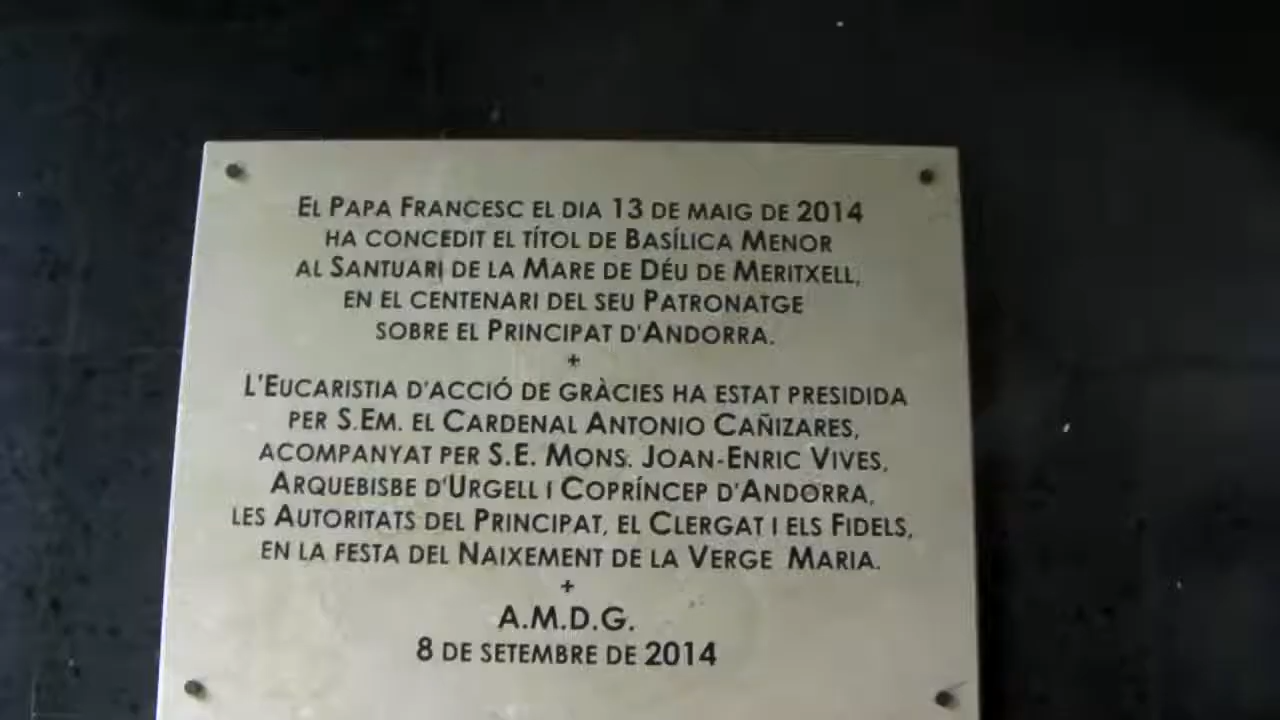 El Papa Francesc el dia 13 de maig de 2014
ha concedit el títol de Basílica Menor
al Santuari de la Mare de Déu de Meritxell,
en el centenari del seu Patronatge
sobre el Principat d'Andorra.
+
L'Eucaristia d'acció de gràcies ha estat presidida
per S.Em. el Cardenal Antonio Cañizares,
acompanyat per S.E. Mons. Joan-Enric Vives,
Arquebisbe d'Urgell i Copríncep d'Andorra,
les Autoritats del Principat, el Clergat i els Fidels,
en la festa del Naixement de la Verge Maria.
+
A.M.D.G.
8 de setembre de 2014